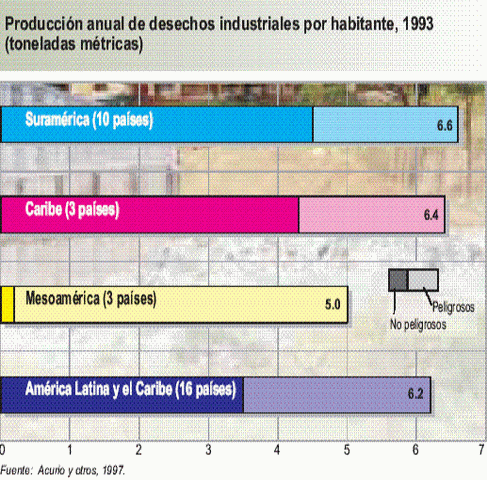 Producción anual de desechos industriales por habitante, 1993
(toneladas métricas)
Suramérica (10 países)
6.6
Caribe (3 países)
6.4
Mesoamérica (3 países)
5.0
Peligrosos
No peligrosos
América Latina y el Caribe (16 países)
6.2
0 1 2 3 4 5 6 7
Fuente: Acurio y otros, 1997.